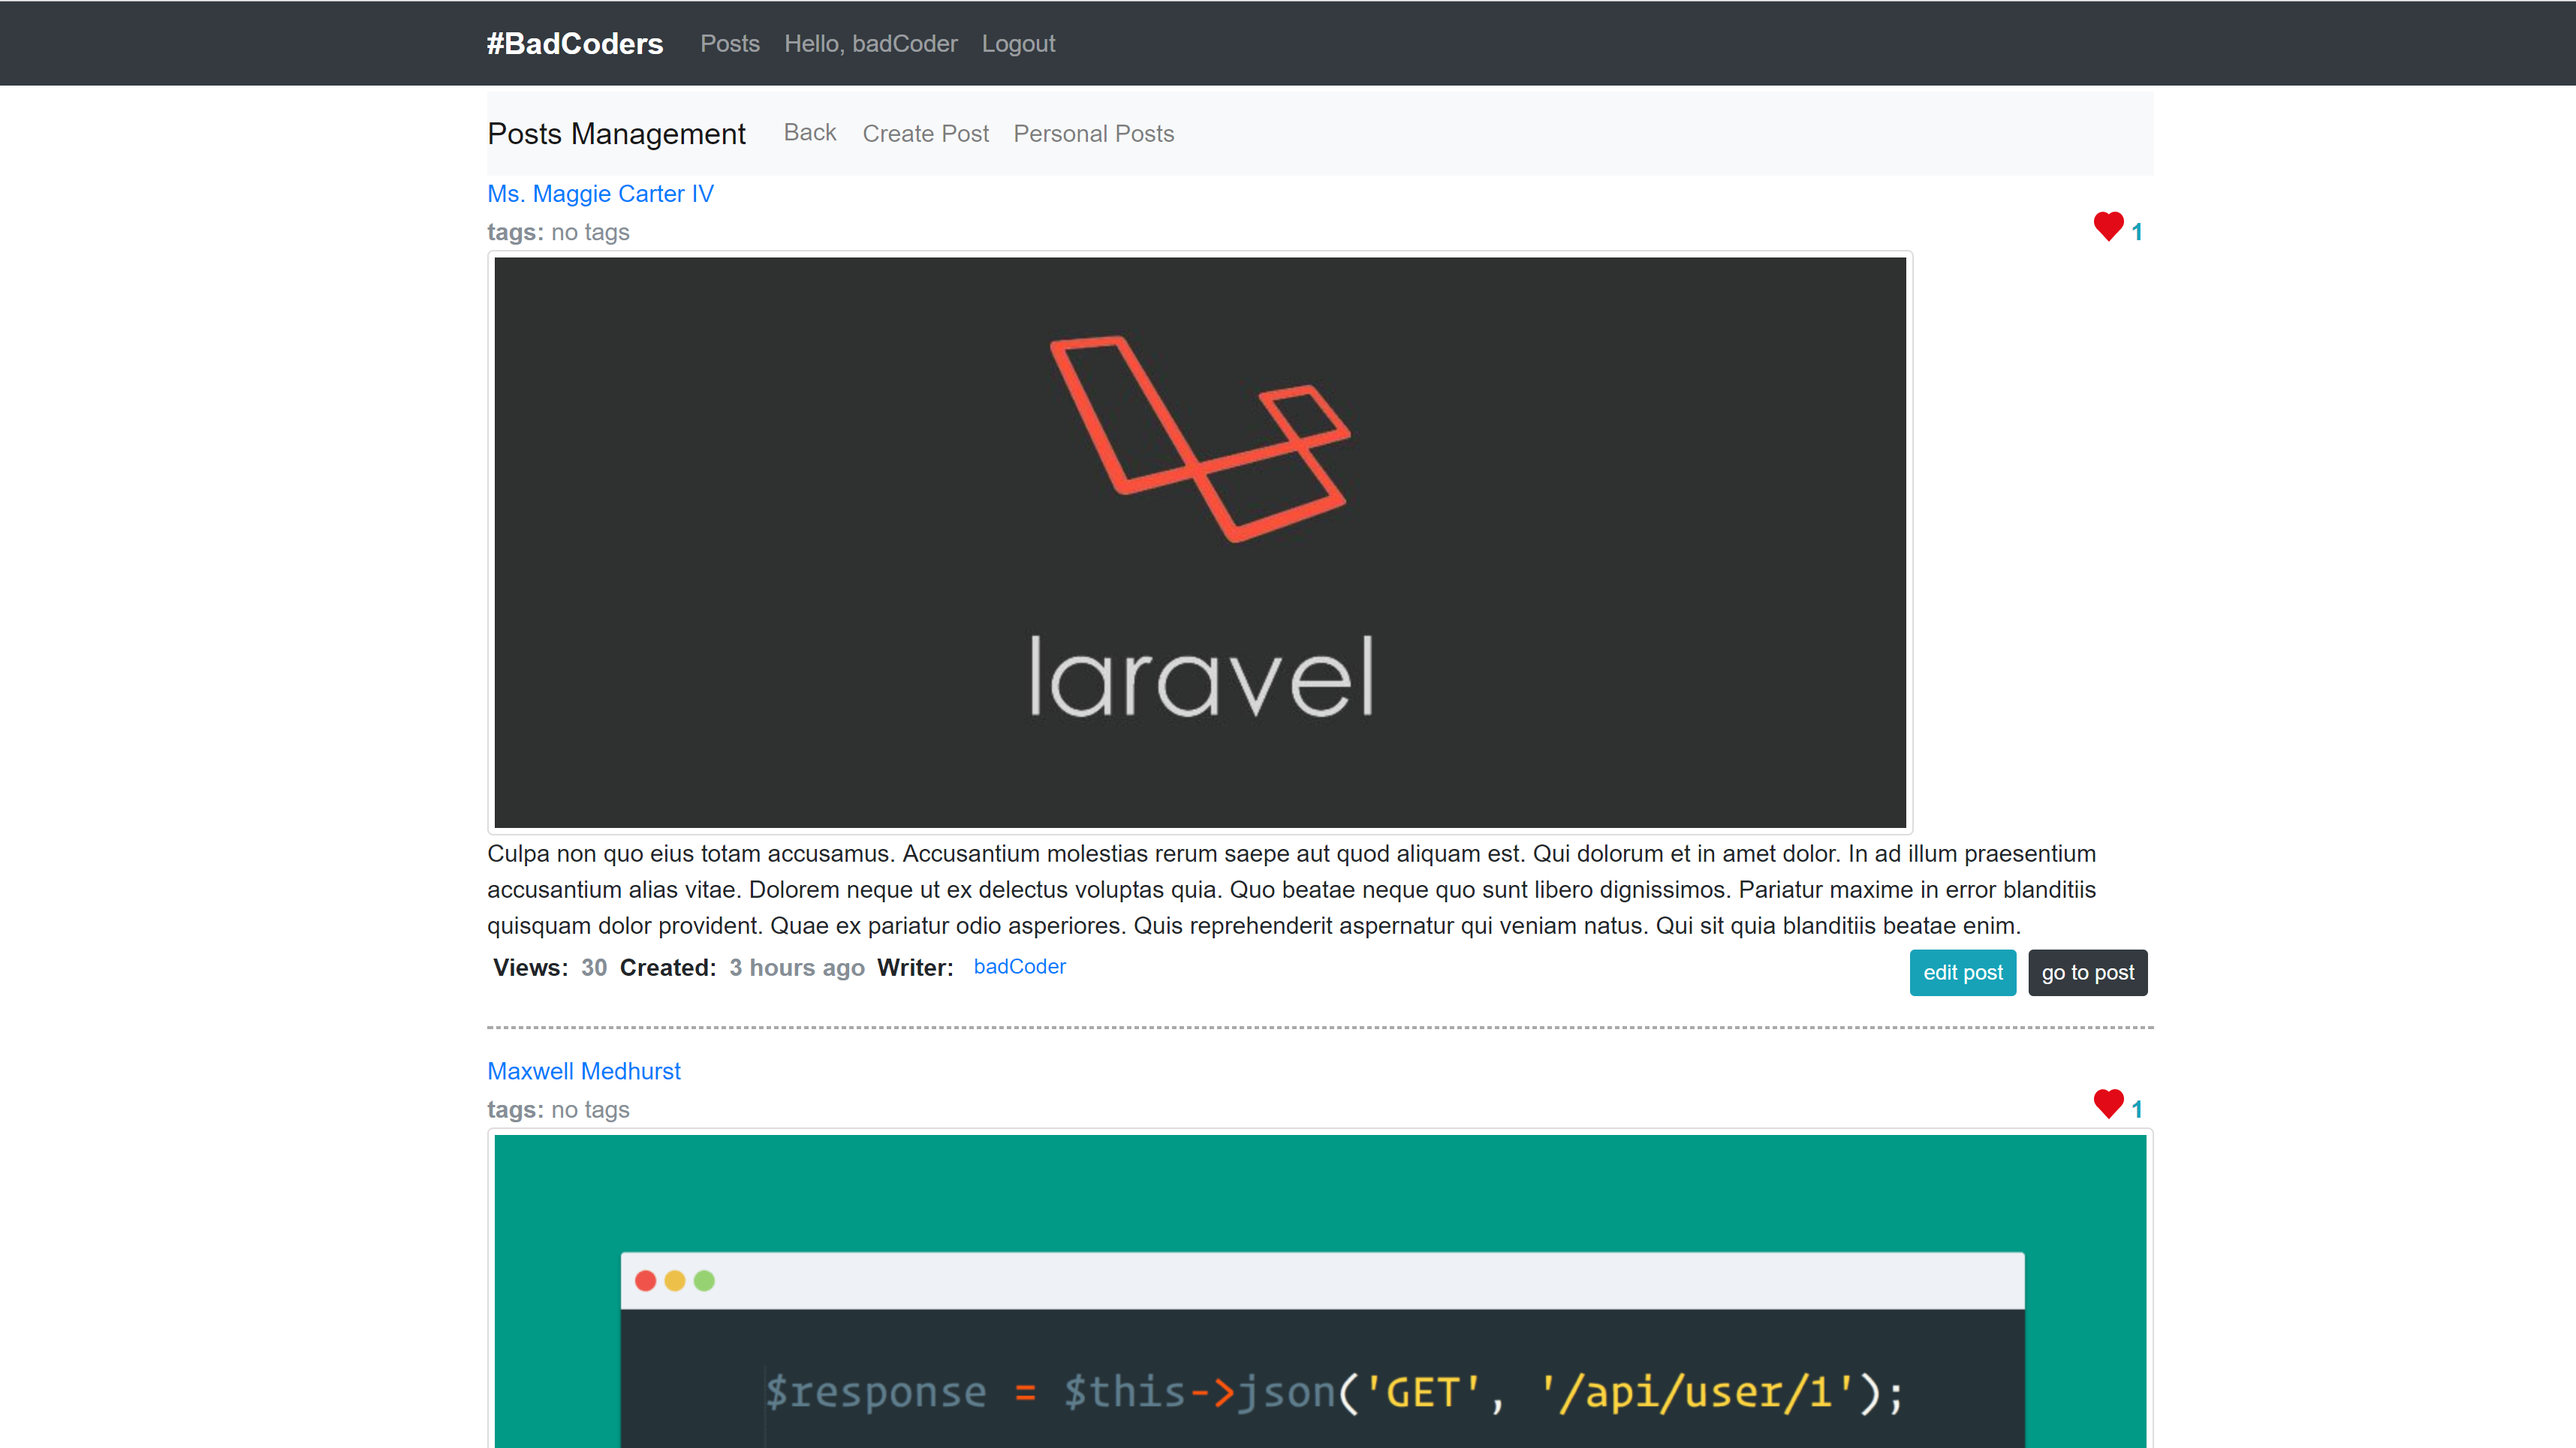 #BadCoders Posts Hello, badCoder Logout
Posts Management Back Create Post Personal Posts
Ms. Maggie Carter IV
tags: no tags 1
laravel
Culpa non quo eius totam accusamus. Accusantium molestias rerum saepe aut quod aliquam est. Qui dolorum et in amet dolor. In ad illum praesentium
accusantium alias vitae. Dolorem neque ut ex delectus voluptas quia. Quo beatae neque quo sunt libero dignissimos. Pariatur maxime in error blanditiis
quisquam dolor provident. Quae ex pariatur odio asperiores. Quis reprehenderit aspernatur qui veniam natus. Qui sit quia blanditiis beatae enim.
Views: 30 Created: 3 hours ago Writer: badCoder edit post go to post
Maxwell Medhurst
tags: no tags 1
$response = $this->json('GET', '/api/user/1');